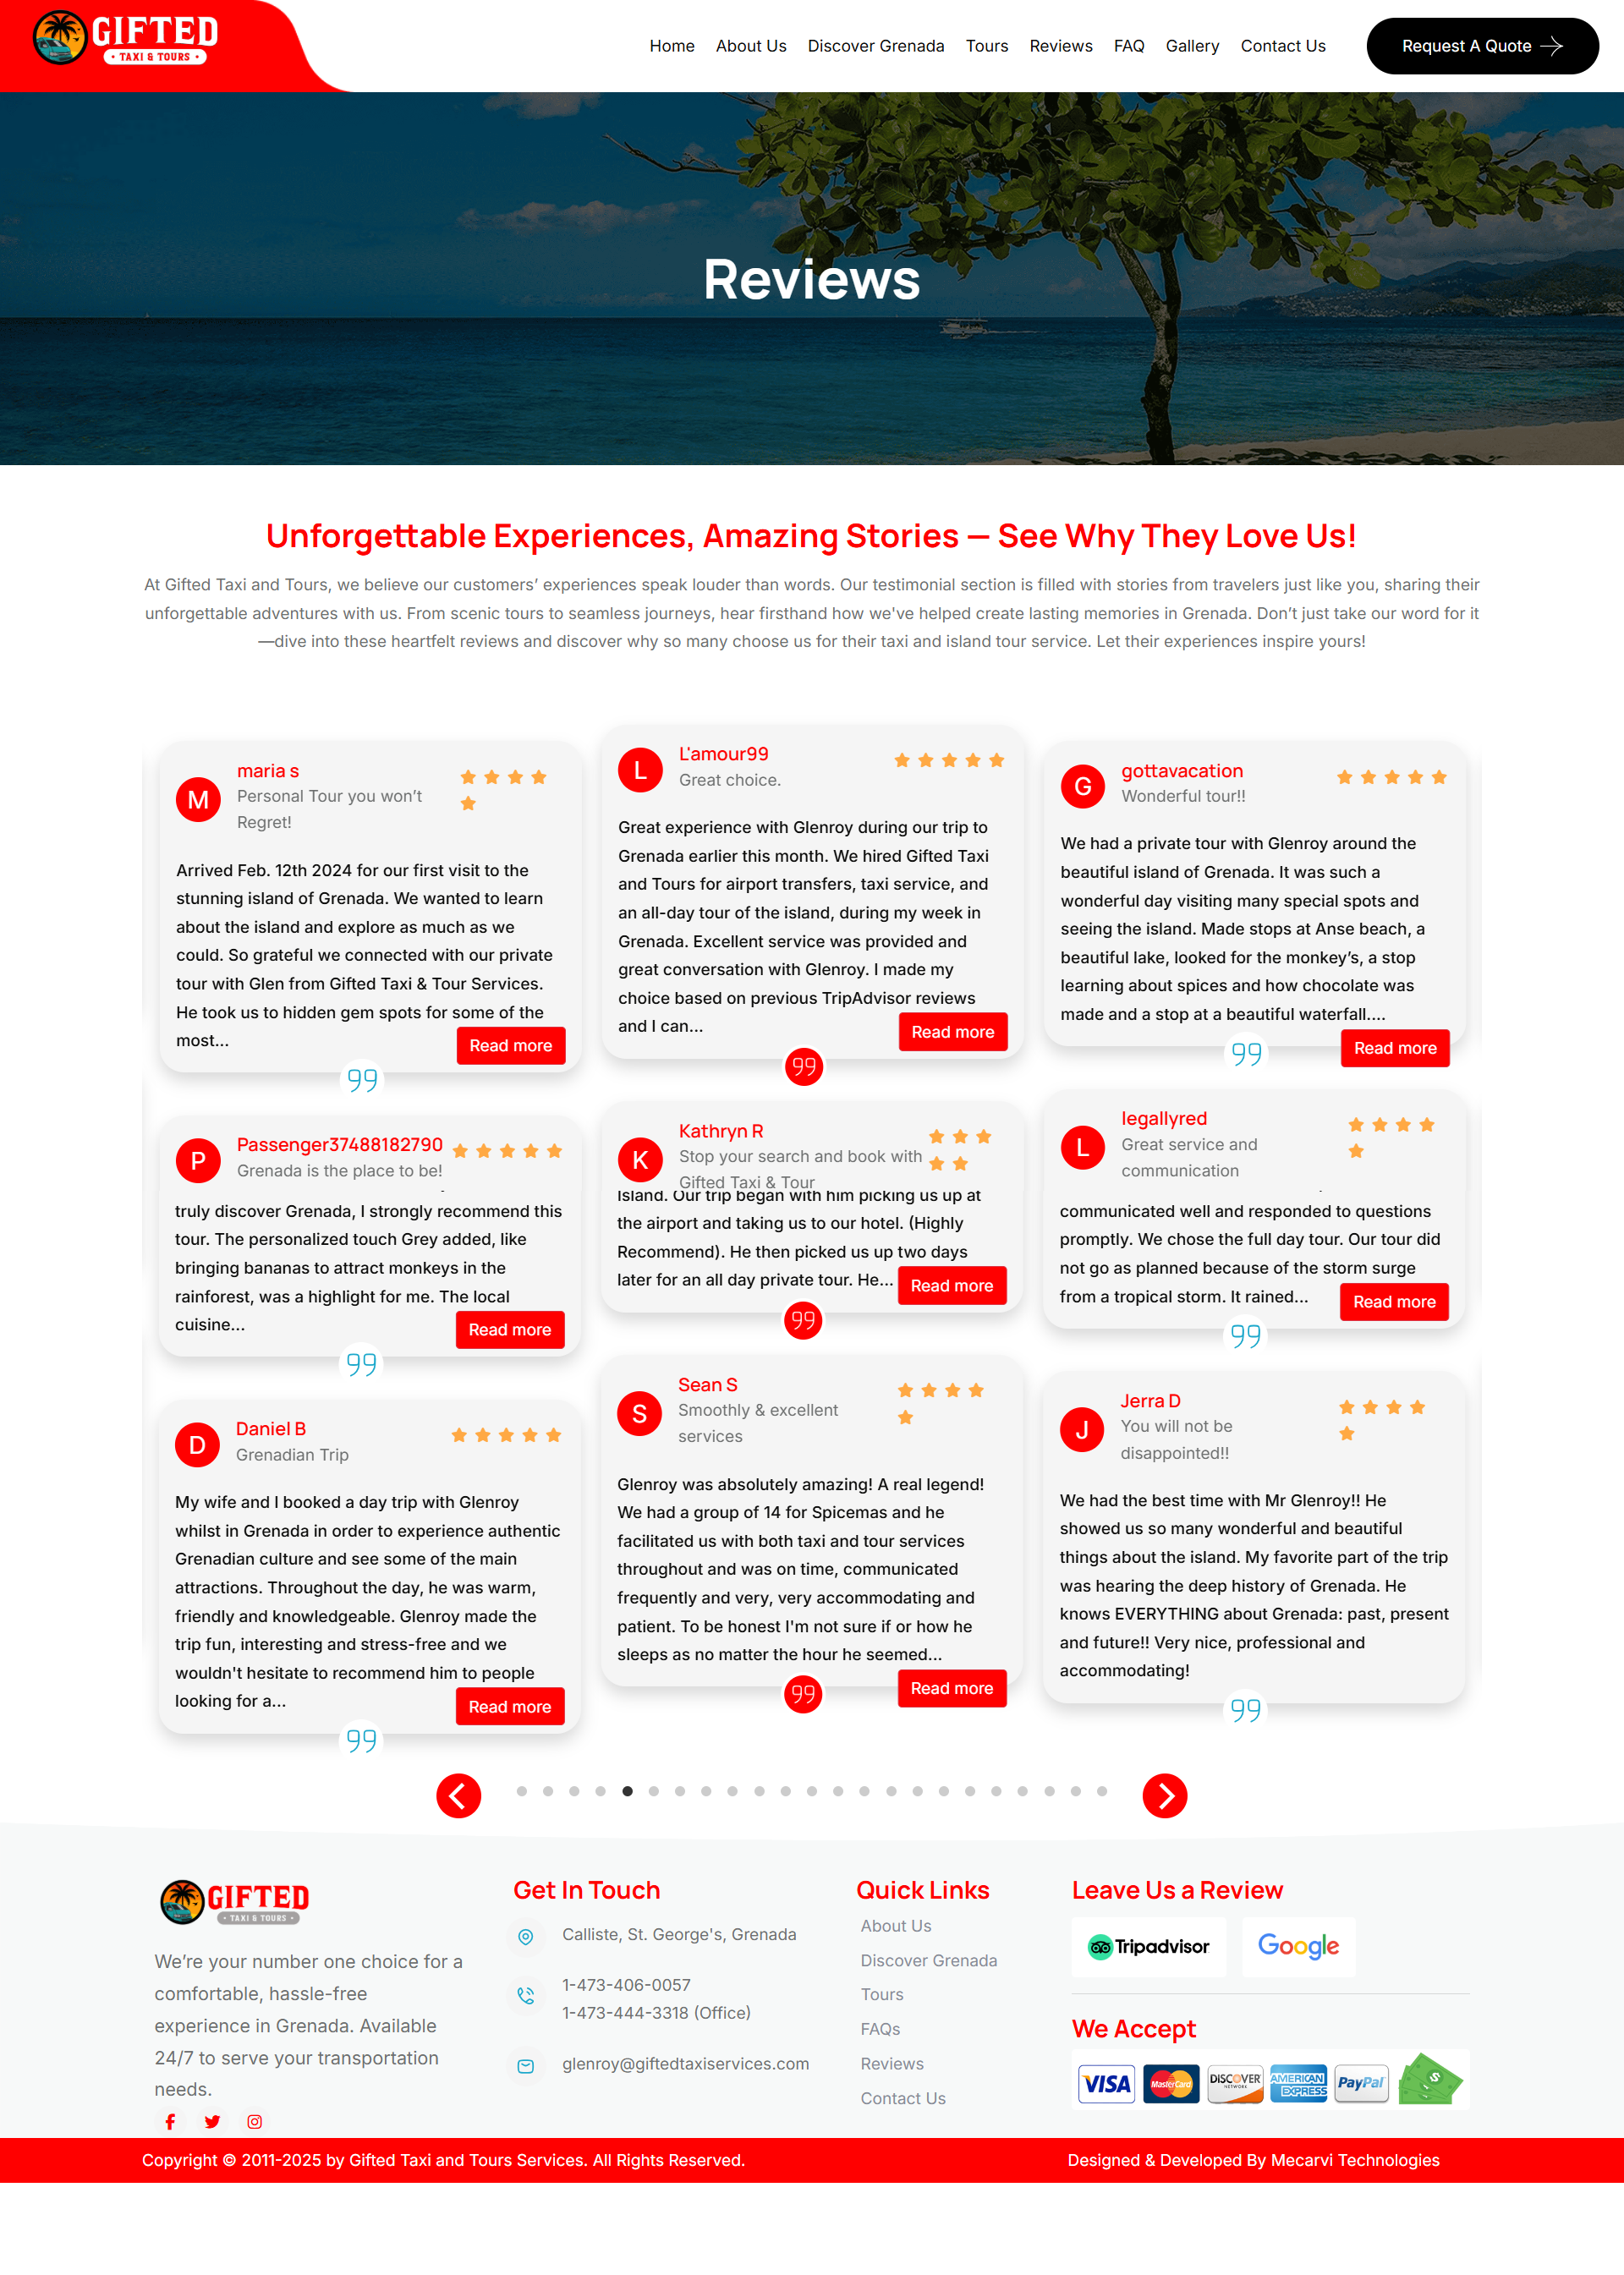 GIFTED
• TAXI & TOURS •
Home About Us Discover Grenada Tours Reviews FAQ Gallery Contact Us
Request A Quote
Reviews
Unforgettable Experiences, Amazing Stories – See Why They Love Us!
At Gifted Taxi and Tours, we believe our customers’ experiences speak louder than words. Our testimonial section is filled with stories from travelers just like you, sharing their
unforgettable adventures with us. From scenic tours to seamless journeys, hear firsthand how we've helped create lasting memories in Grenada. Don’t just take our word for it
—dive into these heartfelt reviews and discover why so many choose us for their taxi and island tour service. Let their experiences inspire yours!
M
maria s
Personal Tour you won’t
Regret!
Arrived Feb. 12th 2024 for our first visit to the
stunning island of Grenada. We wanted to learn
about the island and explore as much as we
could. So grateful we connected with our private
tour with Glen from Gifted Taxi & Tour Services.
He took us to hidden gem spots for some of the
most...
Read more
L
L'amour99
Great choice.
Great experience with Glenroy during our trip to
Grenada earlier this month. We hired Gifted Taxi
and Tours for airport transfers, taxi service, and
an all-day tour of the island, during my week in
Grenada. Excellent service was provided and
great conversation with Glenroy. I made my
choice based on previous TripAdvisor reviews
and I can...
Read more
G
gottavacation
Wonderful tour!!
We had a private tour with Glenroy around the
beautiful island of Grenada. It was such a
wonderful day visiting many special spots and
seeing the island. Made stops at Anse beach, a
beautiful lake, looked for the monkey’s, a stop
learning about spices and how chocolate was
made and a stop at a beautiful waterfall....
Read more
P
Passenger37488182790
Grenada is the place to be!
truly discover Grenada, I strongly recommend this
tour. The personalized touch Grey added, like
bringing bananas to attract monkeys in the
rainforest, was a highlight for me. The local
cuisine...
Read more
K
Kathryn R
Stop your search and book with
Gifted Taxi & Tour
Island. Our trip began with him picking us up at
the airport and taking us to our hotel. (Highly
Recommend). He then picked us up two days
later for an all day private tour. He...
Read more
L
legallyred
Great service and
communication
communicated well and responded to questions
promptly. We chose the full day tour. Our tour did
not go as planned because of the storm surge
from a tropical storm. It rained...
Read more
D
Daniel B
Grenadian Trip
My wife and I booked a day trip with Glenroy
whilst in Grenada in order to experience authentic
Grenadian culture and see some of the main
attractions. Throughout the day, he was warm,
friendly and knowledgeable. Glenroy made the
trip fun, interesting and stress-free and we
wouldn't hesitate to recommend him to people
looking for a...
Read more
S
Sean S
Smoothly & excellent
services
Glenroy was absolutely amazing! A real legend!
We had a group of 14 for Spicemas and he
facilitated us with both taxi and tour services
throughout and was on time, communicated
frequently and very, very accommodating and
patient. To be honest I'm not sure if or how he
sleeps as no matter the hour he seemed...
Read more
J
Jerra D
You will not be
disappointed!!
We had the best time with Mr Glenroy!! He
showed us so many wonderful and beautiful
things about the island. My favorite part of the trip
was hearing the deep history of Grenada. He
knows EVERYTHING about Grenada: past, present
and future!! Very nice, professional and
accommodating!
GIFTED
• TAXI & TOURS •
We’re your number one choice for a
comfortable, hassle-free
experience in Grenada. Available
24/7 to serve your transportation
needs.
Get In Touch
Calliste, St. George's, Grenada
1-473-406-0057
1-473-444-3318 (Office)
glenroy@giftedtaxiservices.com
Quick Links
About Us
Discover Grenada
Tours
FAQs
Reviews
Contact Us
Leave Us a Review
Tripadvisor
Google
We Accept
VISA
MasterCard
DISCOVER
NETWORK
AMERICAN
EXPRESS
PayPal
$
Copyright © 2011-2025 by Gifted Taxi and Tours Services. All Rights Reserved.
Designed & Developed By Mecarvi Technologies